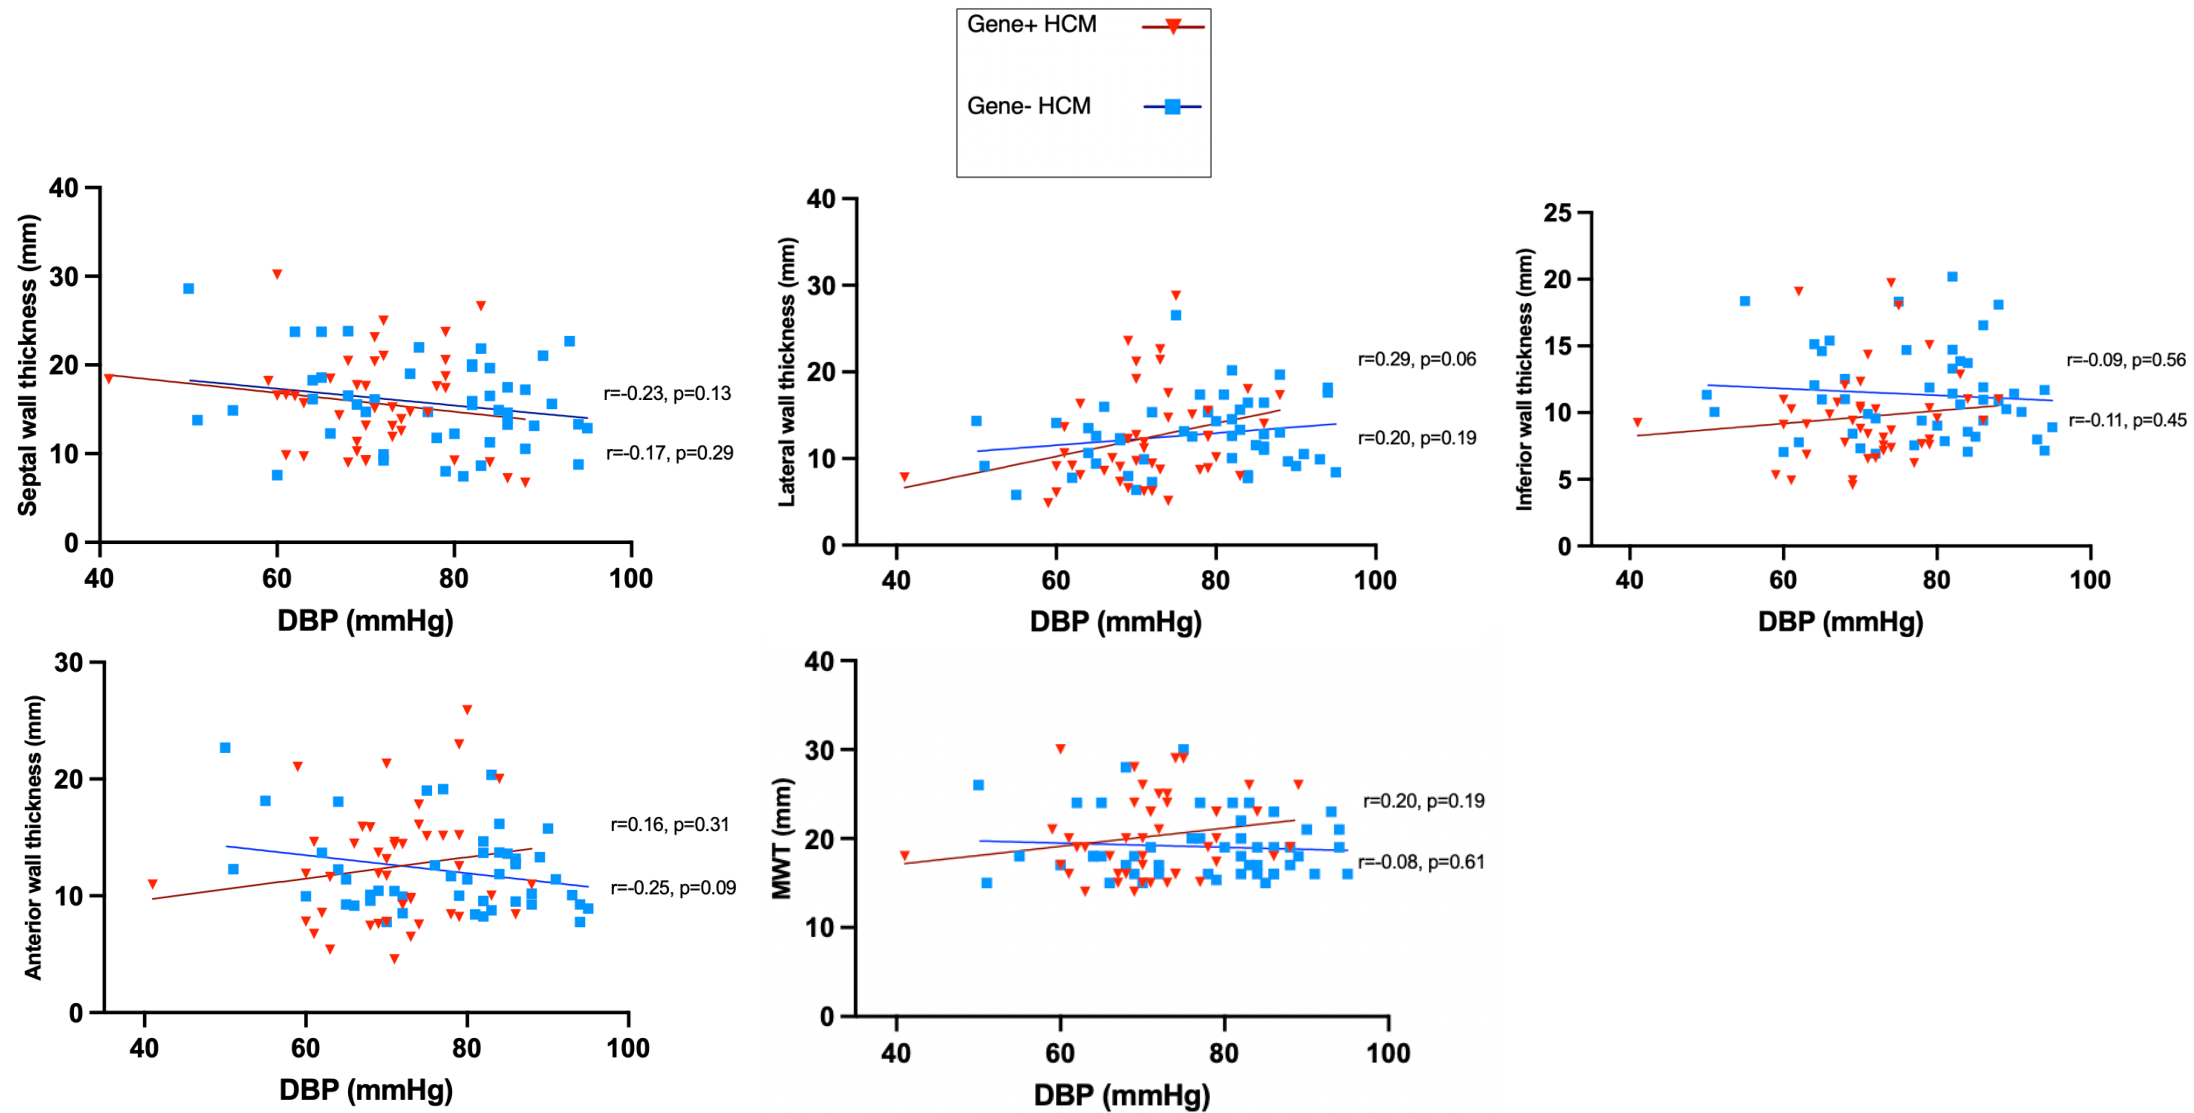 Gene+ HCM
Gene- HCM
40
30
20
10
0
40
60
80
100
Septal wall thickness (mm)
DBP (mmHg)
r=-0.23, p=0.13
r=-0.17, p=0.29
40
30
20
10
0
40
60
80
100
Lateral wall thickness (mm)
DBP (mmHg)
r=0.29, p=0.06
r=0.20, p=0.19
25
20
15
10
5
0
40
60
80
100
Inferior wall thickness (mm)
DBP (mmHg)
r=-0.09, p=0.56
r=-0.11, p=0.45
30
20
10
0
40
60
80
100
Anterior wall thickness (mm)
DBP (mmHg)
r=0.16, p=0.31
r=-0.25, p=0.09
40
30
20
10
0
40
60
80
100
MWT (mm)
DBP (mmHg)
r=0.20, p=0.19
r=-0.08, p=0.61